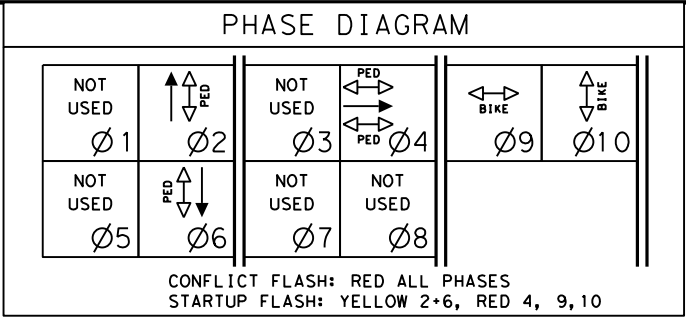 PHASE DIAGRAM
NOT USED Ø1
PED Ø2
NOT USED Ø3
PED
PED Ø4
BIKE Ø9
BIKE Ø10
NOT USED Ø5
PED Ø6
NOT USED Ø7
NOT USED Ø8
CONFLICT FLASH: RED ALL PHASES
STARTUP FLASH: YELLOW 2+6, RED 4, 9,10